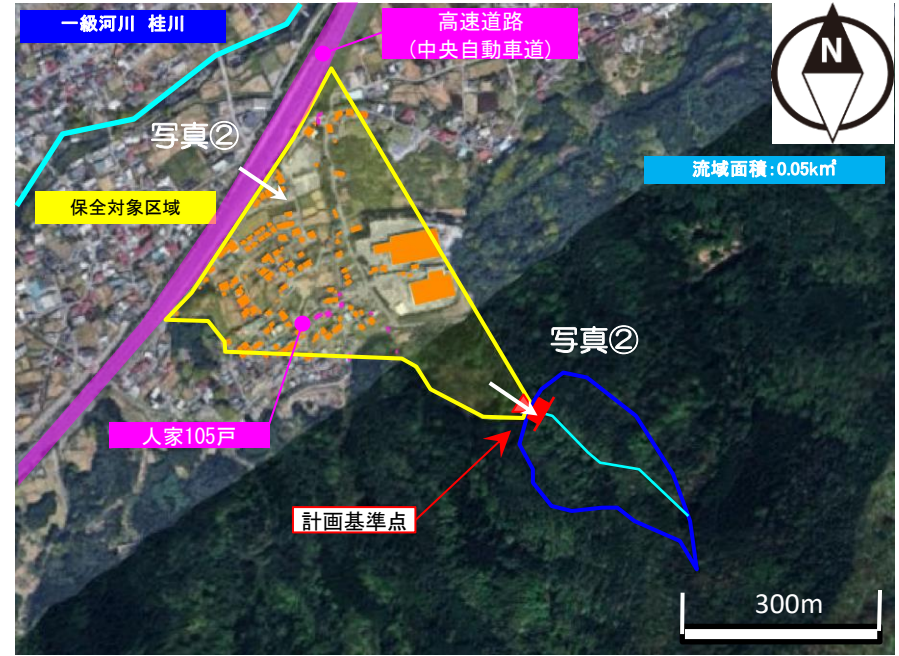 一級河川 桂川
高速道路
(中央自動車道)
N
写真②
流域面積:0.05k㎡
保全対象区域
写真②
人家105戸
計画基準点
300m